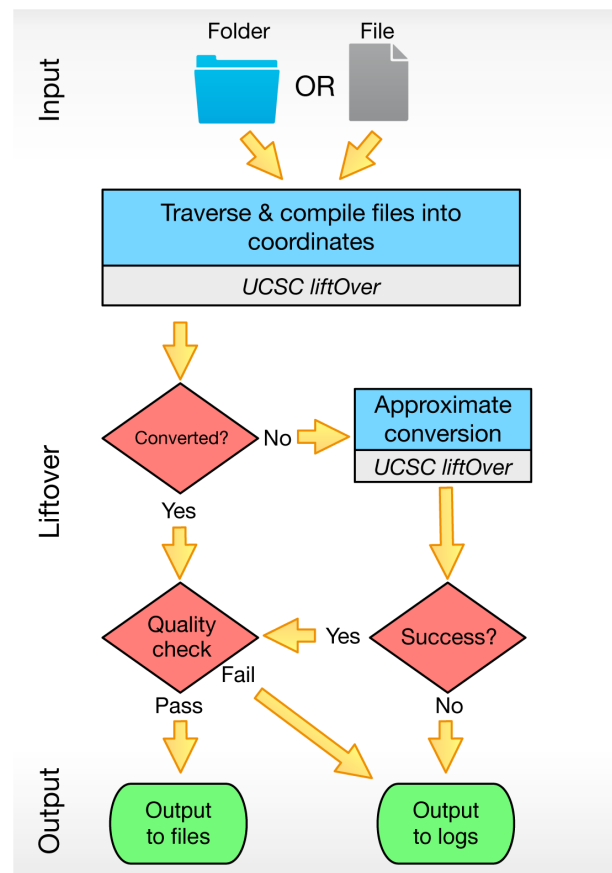 Input
Folder
File
OR
Traverse & compile files into
coordinates
UCSC liftOver
Liftover
Converted?
No
Approximate
conversion
UCSC liftOver
Yes
Quality
check
Yes
Success?
Fail
Pass
No
Output
Output
to files
Output
to logs